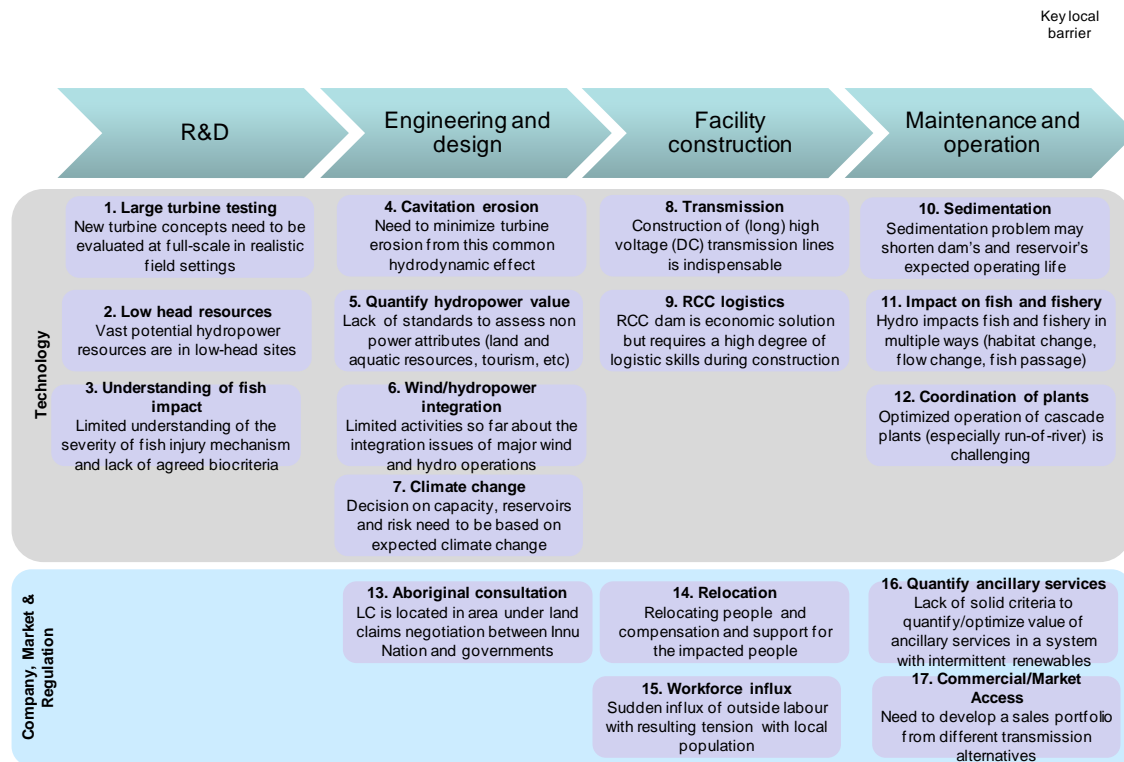 Key local
barrier
R&D
Engineering and
design
Facility
construction
Maintenance and
operation
Technology
1. Large turbine testing
New turbine concepts need to be
evaluated at full-scale in realistic
field settings
2. Low head resources
Vast potential hydropower
resources are in low-head sites
3. Understanding of fish
impact
Limited understanding of the
severity of fish injury mechanism
and lack of agreed biocriteria
4. Cavitation erosion
Need to minimize turbine
erosion from this common
hydrodynamic effect
5. Quantify hydropower value
Lack of standards to assess non
power attributes (land and
aquatic resources, tourism, etc)
6. Wind/hydropower
integration
Limited activities so far about the
integration issues of major wind
and hydro operations
7. Climate change
Decision on capacity, reservoirs
and risk need to be based on
expected climate change
8. Transmission
Construction of (long) high
voltage (DC) transmission lines
is indispensable
9. RCC logistics
RCC dam is economic solution
but requires a high degree of
logistic skills during construction
10. Sedimentation
Sedimentation problem may
shorten dam's and reservoir's
expected operating life
11. Impact on fish and fishery
Hydro impacts fish and fishery in
multiple ways (habitat change,
flow change, fish passage)
12. Coordination of plants
Optimized operation of cascade
plants (especially run-of-river) is
challenging
Company, Market &
Regulation
13. Aboriginal consultation
LC is located in area under land
claims negotiation between Innu
Nation and governments
14. Relocation
Relocating people and
compensation and support for
the impacted people
15. Workforce influx
Sudden influx of outside labour
with resulting tension with local
population
16. Quantify ancillary services
Lack of solid criteria to
quantify/optimize value of
ancillary services in a system
with intermittent renewables
17. Commercial/Market
Access
Need to develop a sales portfolio
from different transmission
alternatives